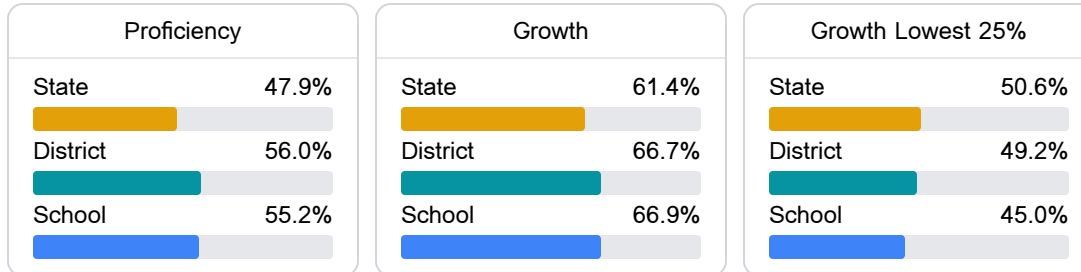 Proficiency
State 47.9%
District 56.0%
School 55.2%
Growth
State 61.4%
District 66.7%
School 66.9%
Growth Lowest 25%
State 50.6%
District 49.2%
School 45.0%